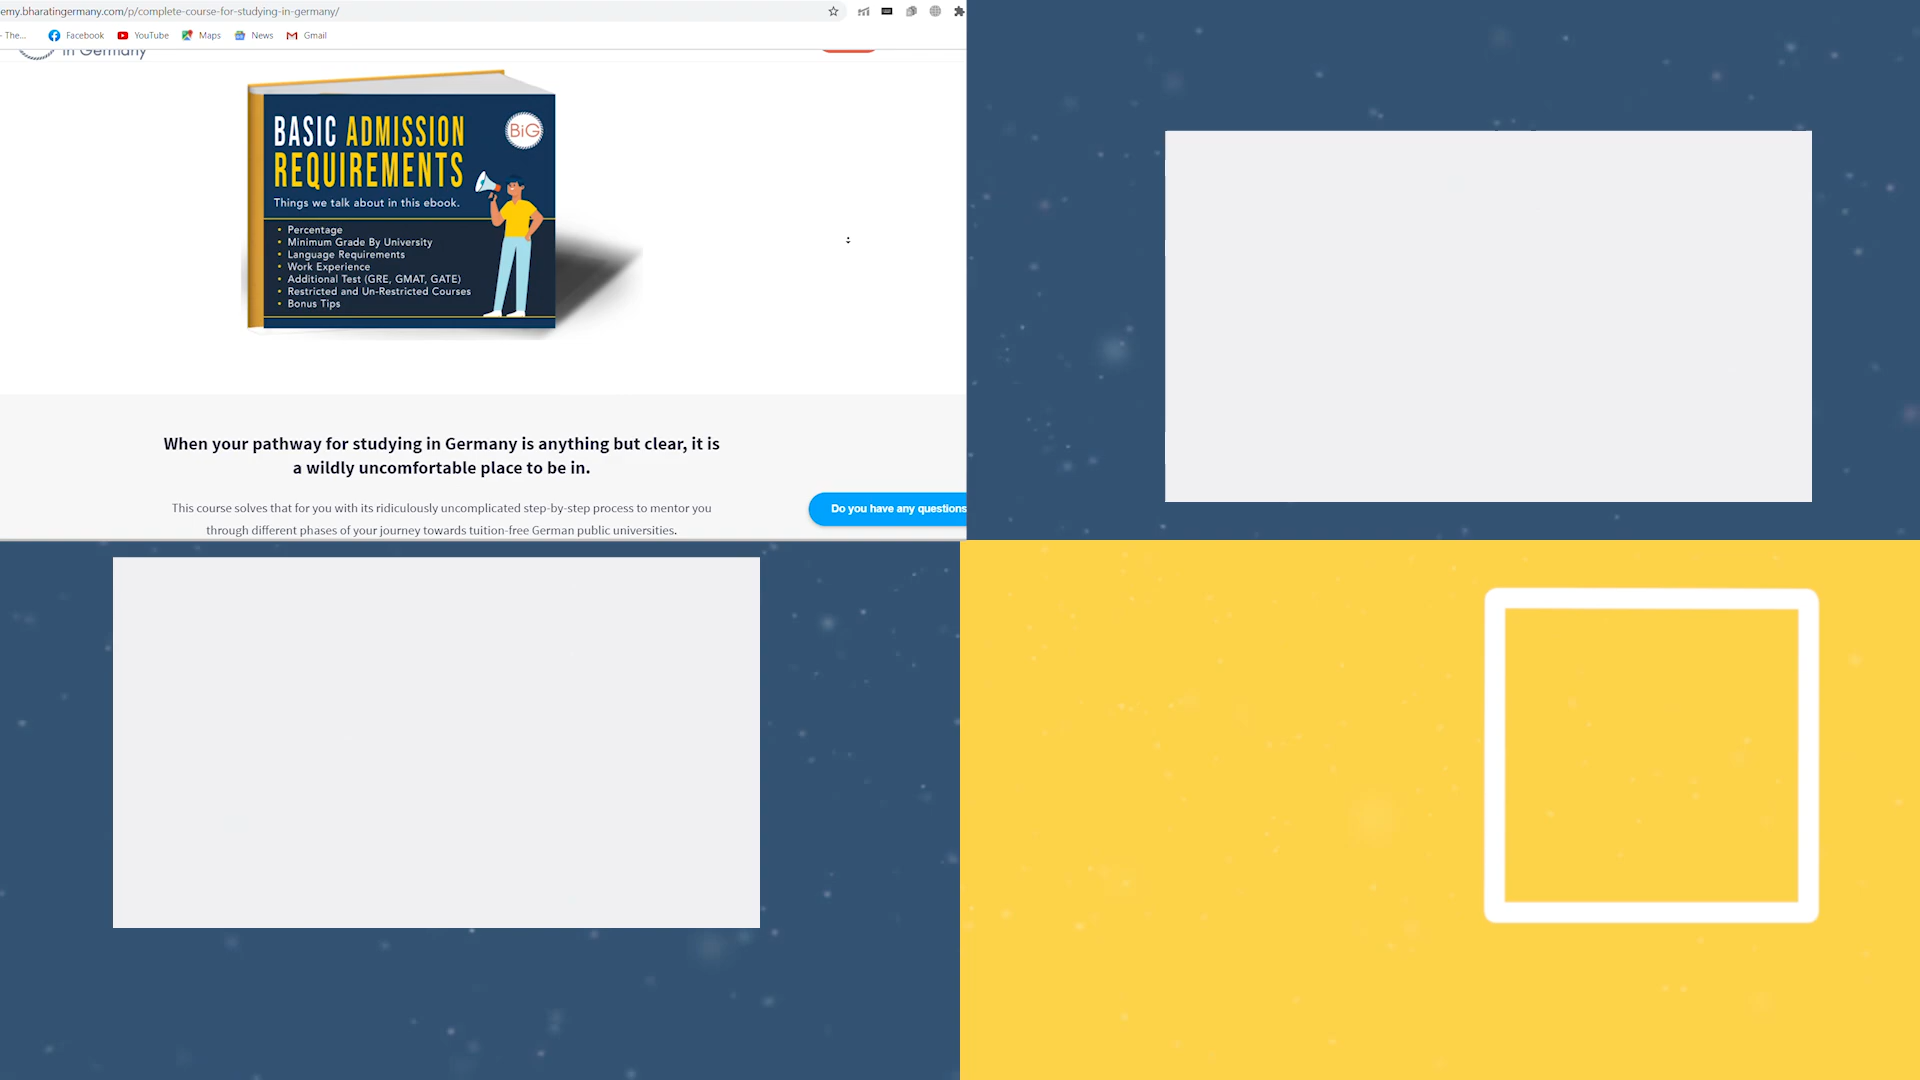 emy.bharatingermany.com/p/complete-course-for-studying-in-germany/
- The... Facebook YouTube Maps News Gmail
in Germany
BASIC ADMISSION
REQUIREMENTS
BiG
Things we talk about in this ebook.
• Percentage
• Minimum Grade By University
• Language Requirements
• Work Experience
• Additional Test (GRE, GMAT, GATE)
• Restricted and Un-Restricted Courses
• Bonus Tips
When your pathway for studying in Germany is anything but clear, it is
a wildly uncomfortable place to be in.
This course solves that for you with its ridiculously uncomplicated step-by-step process to mentor you
through different phases of your journey towards tuition-free German public universities.
Do you have any questions